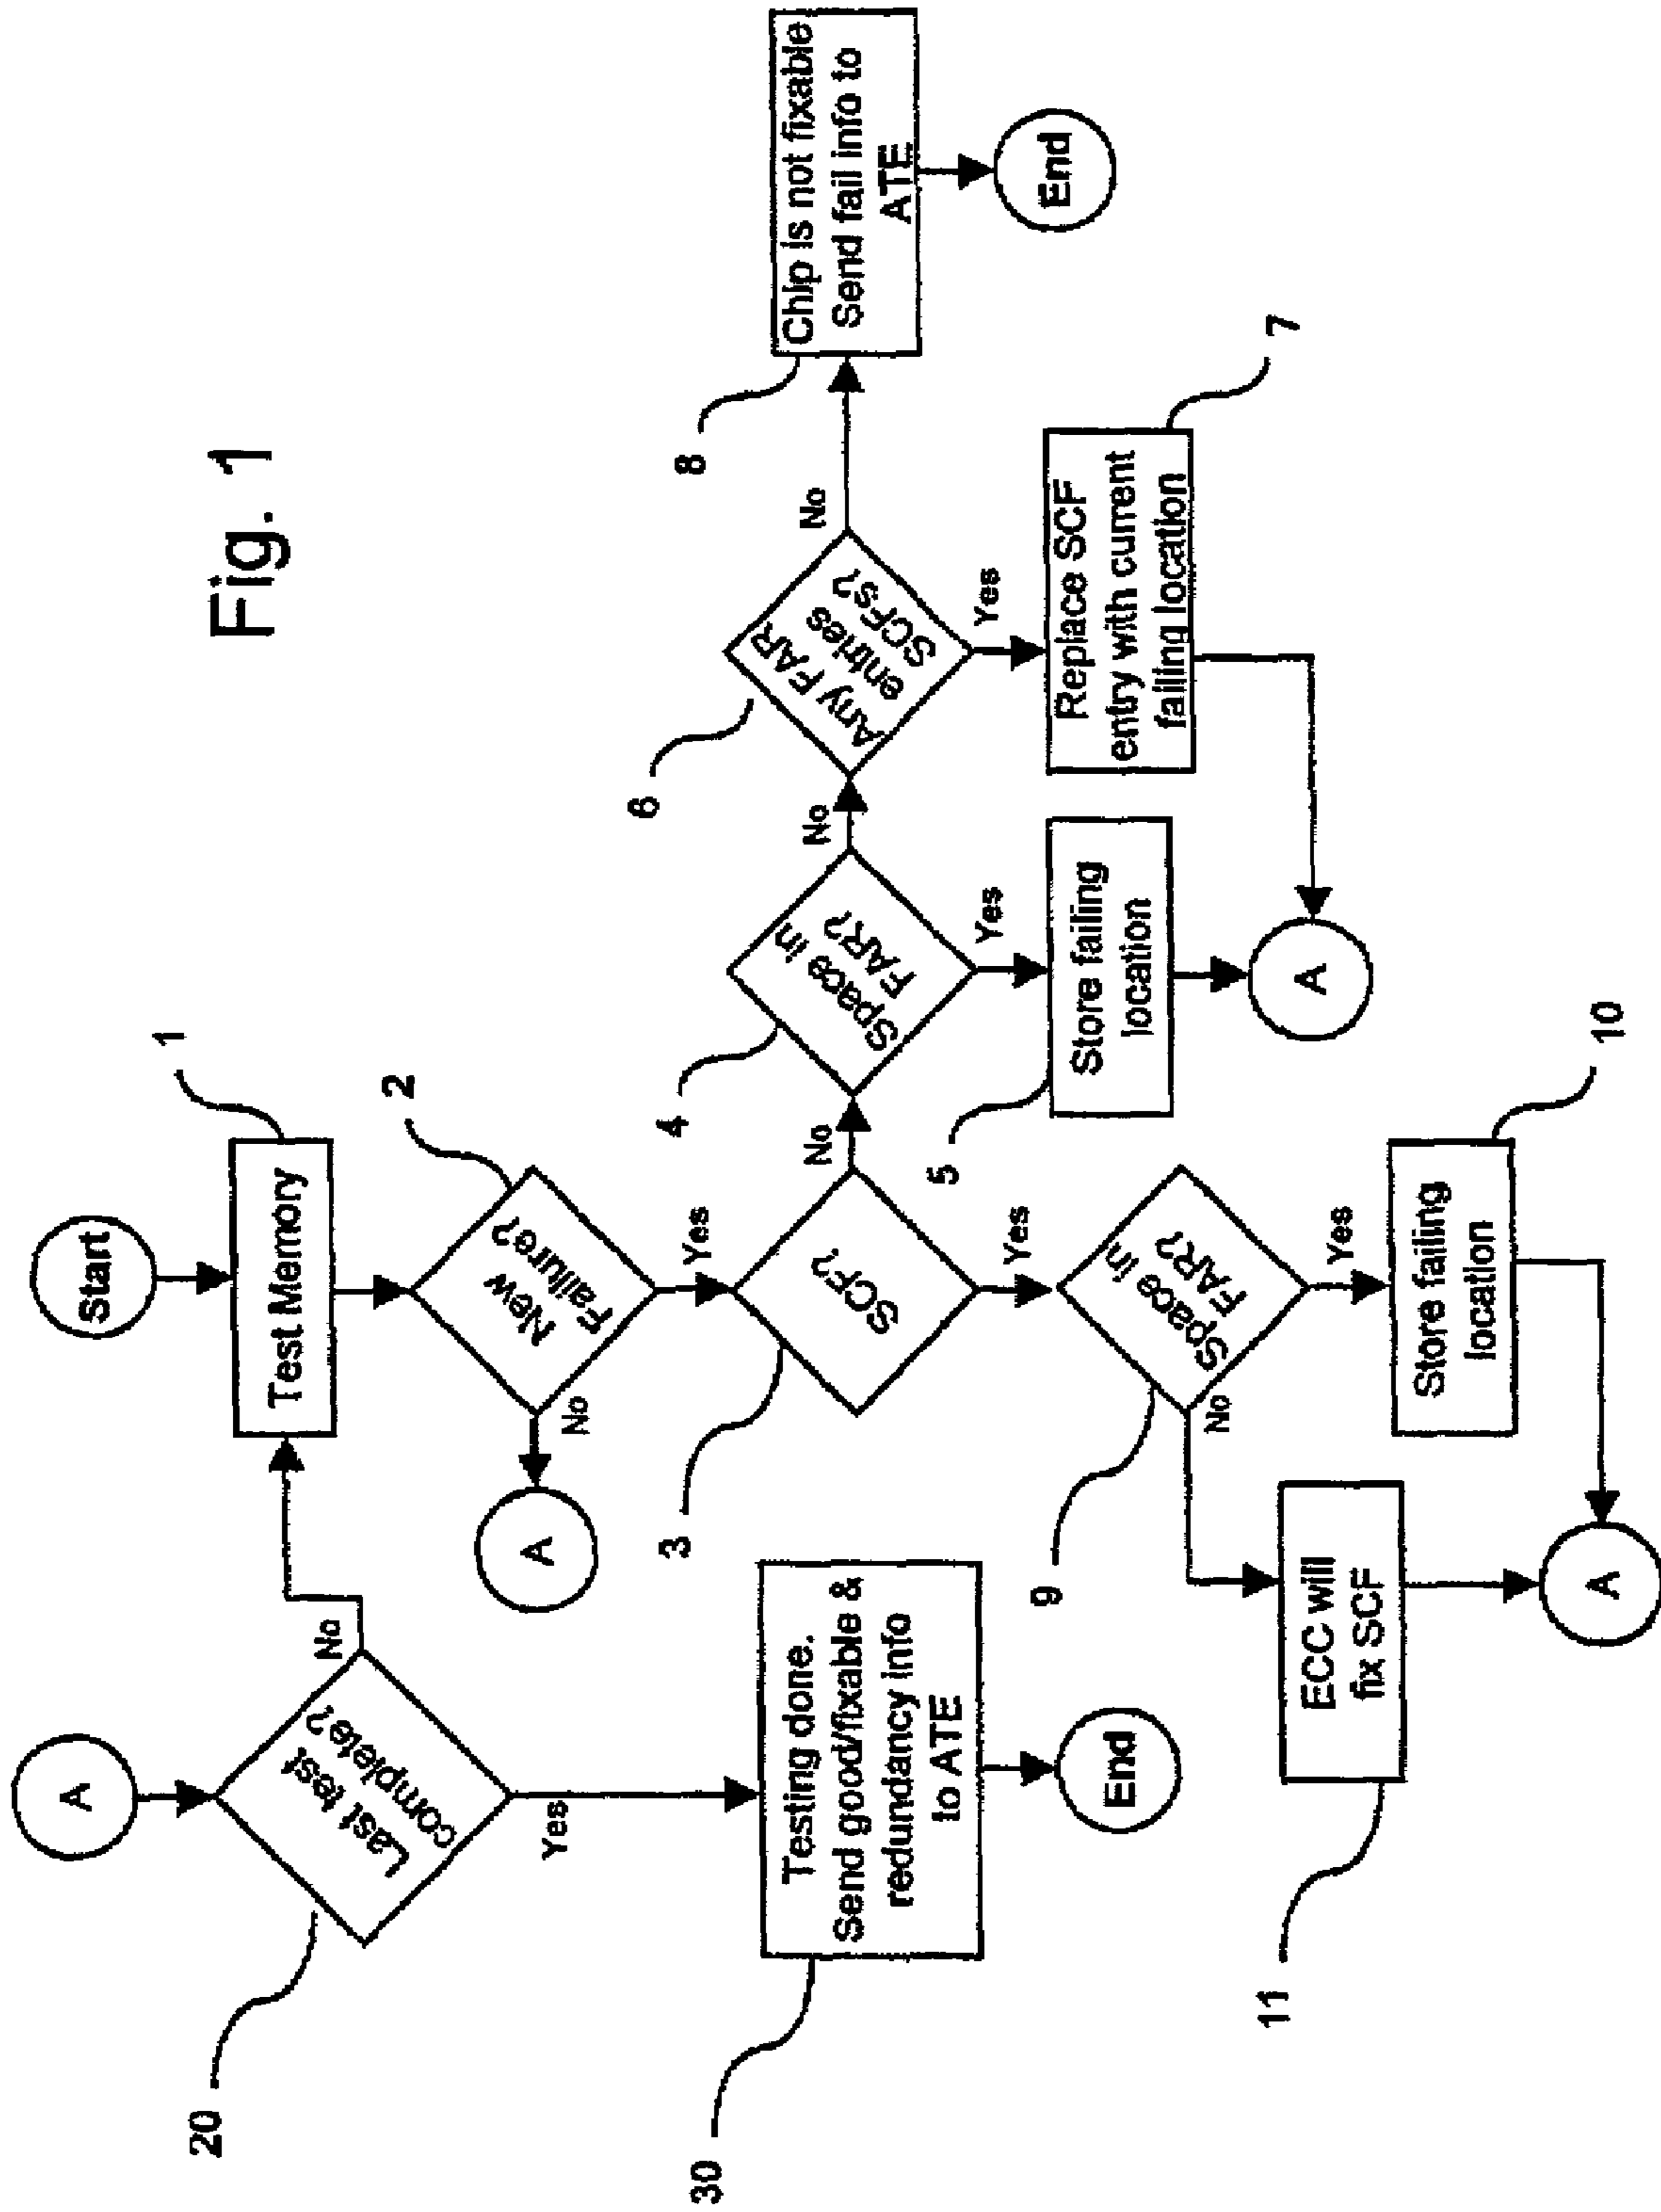 Fig. 1
A
Last test
complete?
20
No
Yes
Testing done.
Send good/fixable &
redundancy info
to ATE
30
End
Start
Test Memory
1
New
Failure?
2
No
A
Yes
SCF?
3
No
Yes
Space in
FAR?
4
No
Yes
Store failing
location
5
A
Any FAR
entries
SCFs?
6
No
Yes
Replace SCF
entry with current
failing location
7
Chip is not fixable
Send fail info to
ATE
8
End
Space in
FAR?
9
No
Yes
Store failing
location
10
ECC will
fix SCF
11
A